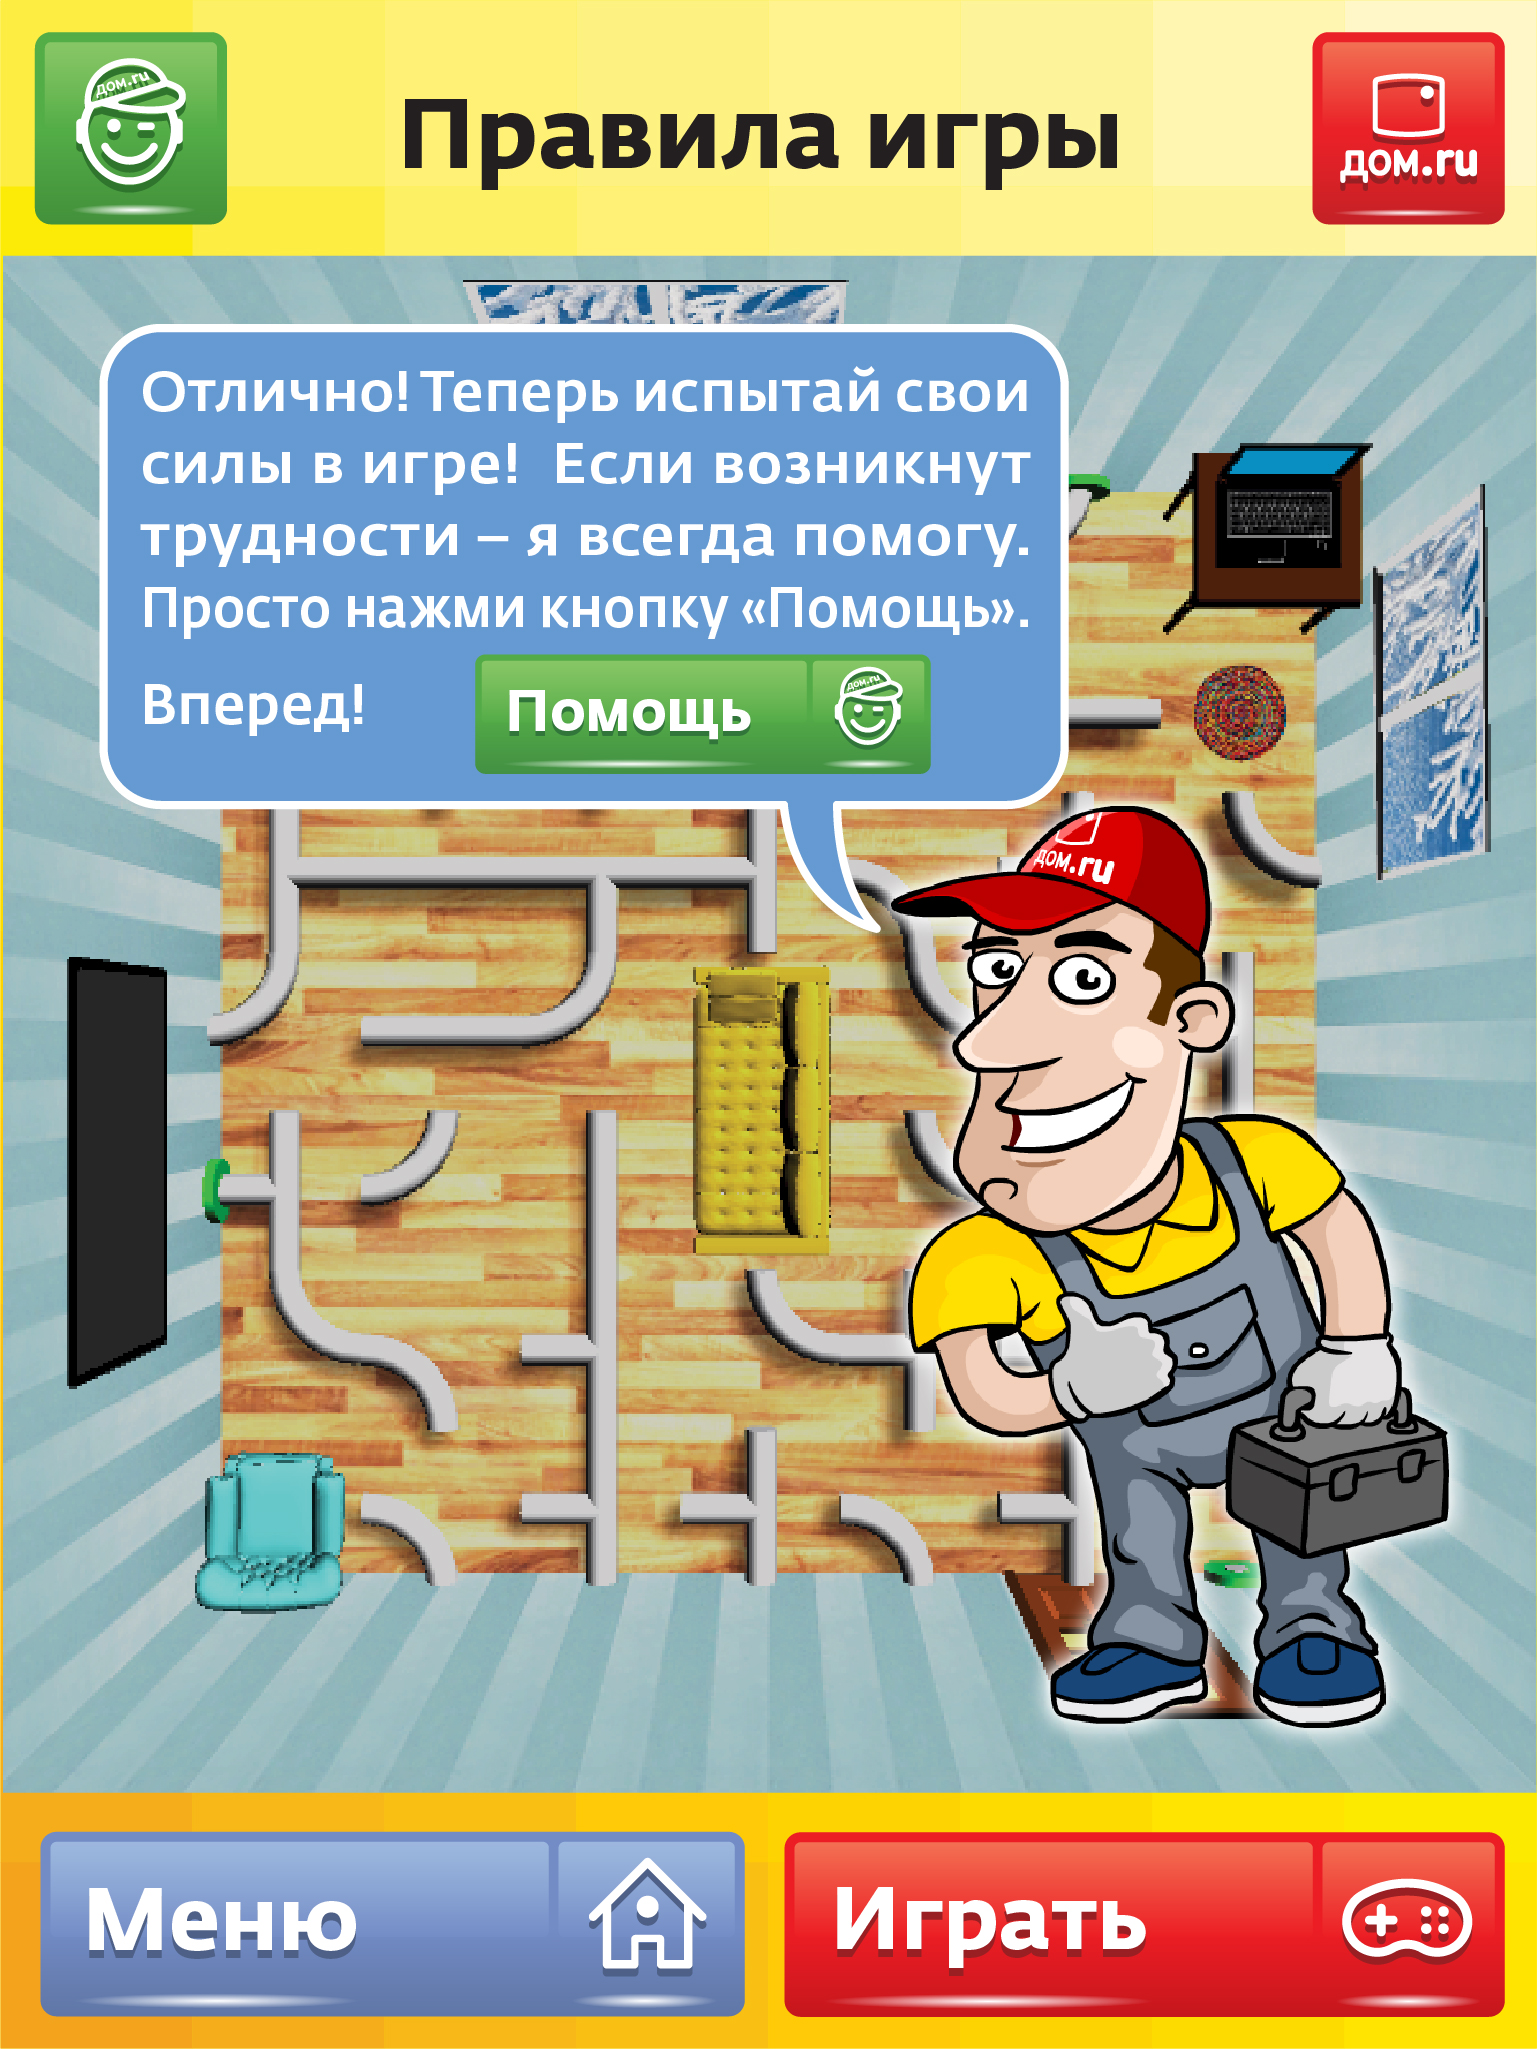 дом.ru
Правила игры
дом.ru
Отлично! Теперь испытай свои
силы в игре! Если возникнут
трудности – я всегда помогу.
Просто нажми кнопку «Помощь».
Вперед!
Помощь
дом.ru
дом.ru
Меню
Играть